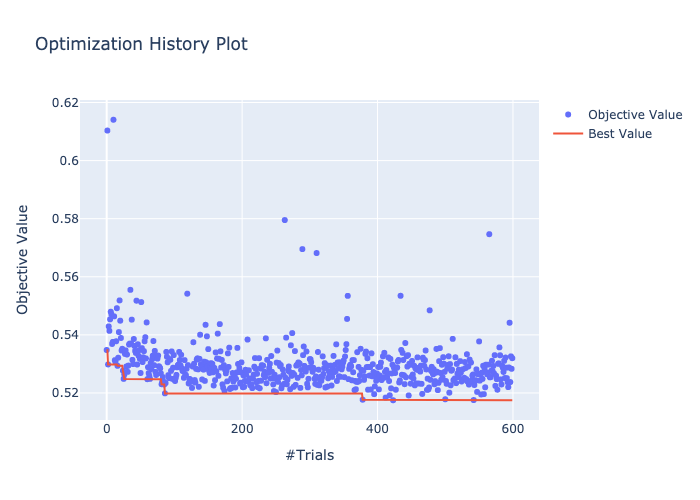 Optimization History Plot
Objective Value
Best Value
0.62
0.6
0.58
0.56
0.54
0.52
Objective Value
0
200
400
600
#Trials